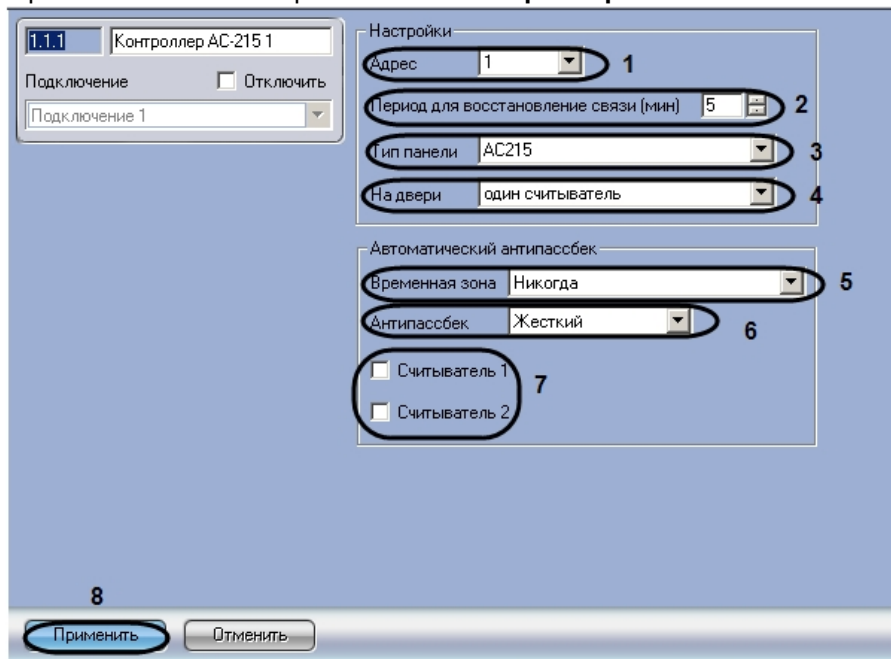 1.1.1 Контроллер AC-215 1
Подключение Отключить
Подключение 1
Настройки
Адрес 1 1
Период для восстановление связи (мин) 5 2
Тип панели AC215 3
На двери один считыватель 4
Автоматический антипассбек
Временная зона Никогда 5
Антипассбек Жесткий 6
Считыватель 1
Считыватель 2
7
8
Применить Отменить